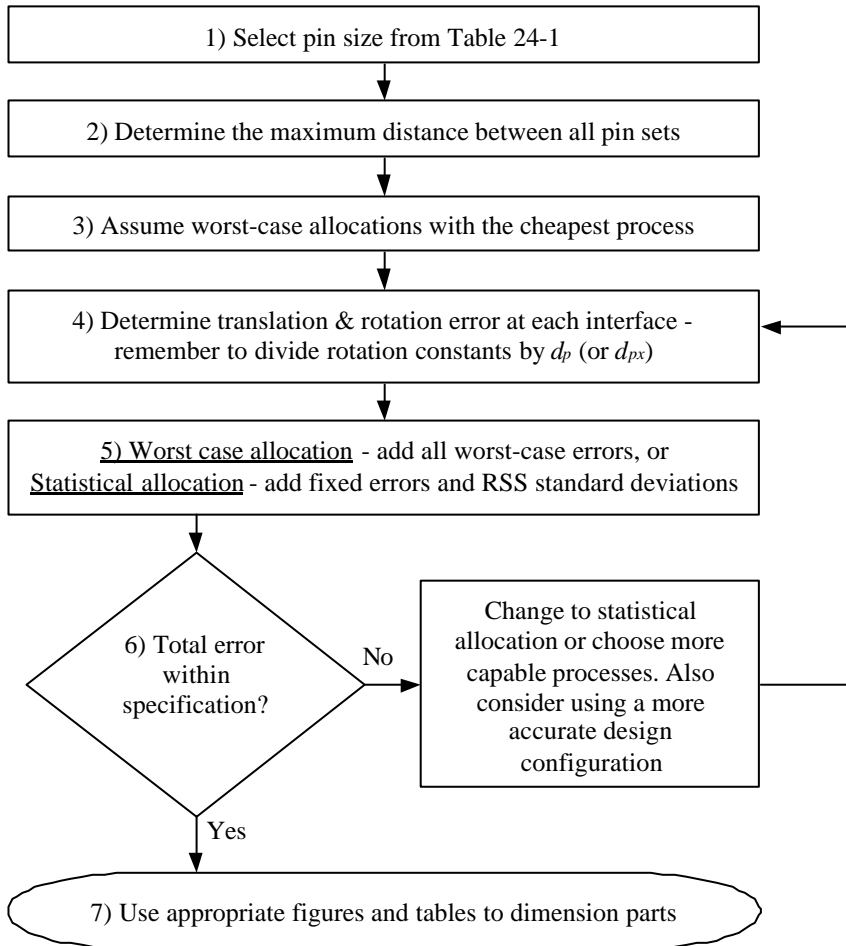 1) Select pin size from Table 24-1
2) Determine the maximum distance between all pin sets
3) Assume worst-case allocations with the cheapest process
4) Determine translation & rotation error at each interface -
remember to divide rotation constants by dp (or dpx)
5) Worst case allocation - add all worst-case errors, or
Statistical allocation - add fixed errors and RSS standard deviations
6) Total error
within
specification?
No
Change to statistical
allocation or choose more
capable processes. Also
consider using a more
accurate design
configuration
Yes
7) Use appropriate figures and tables to dimension parts